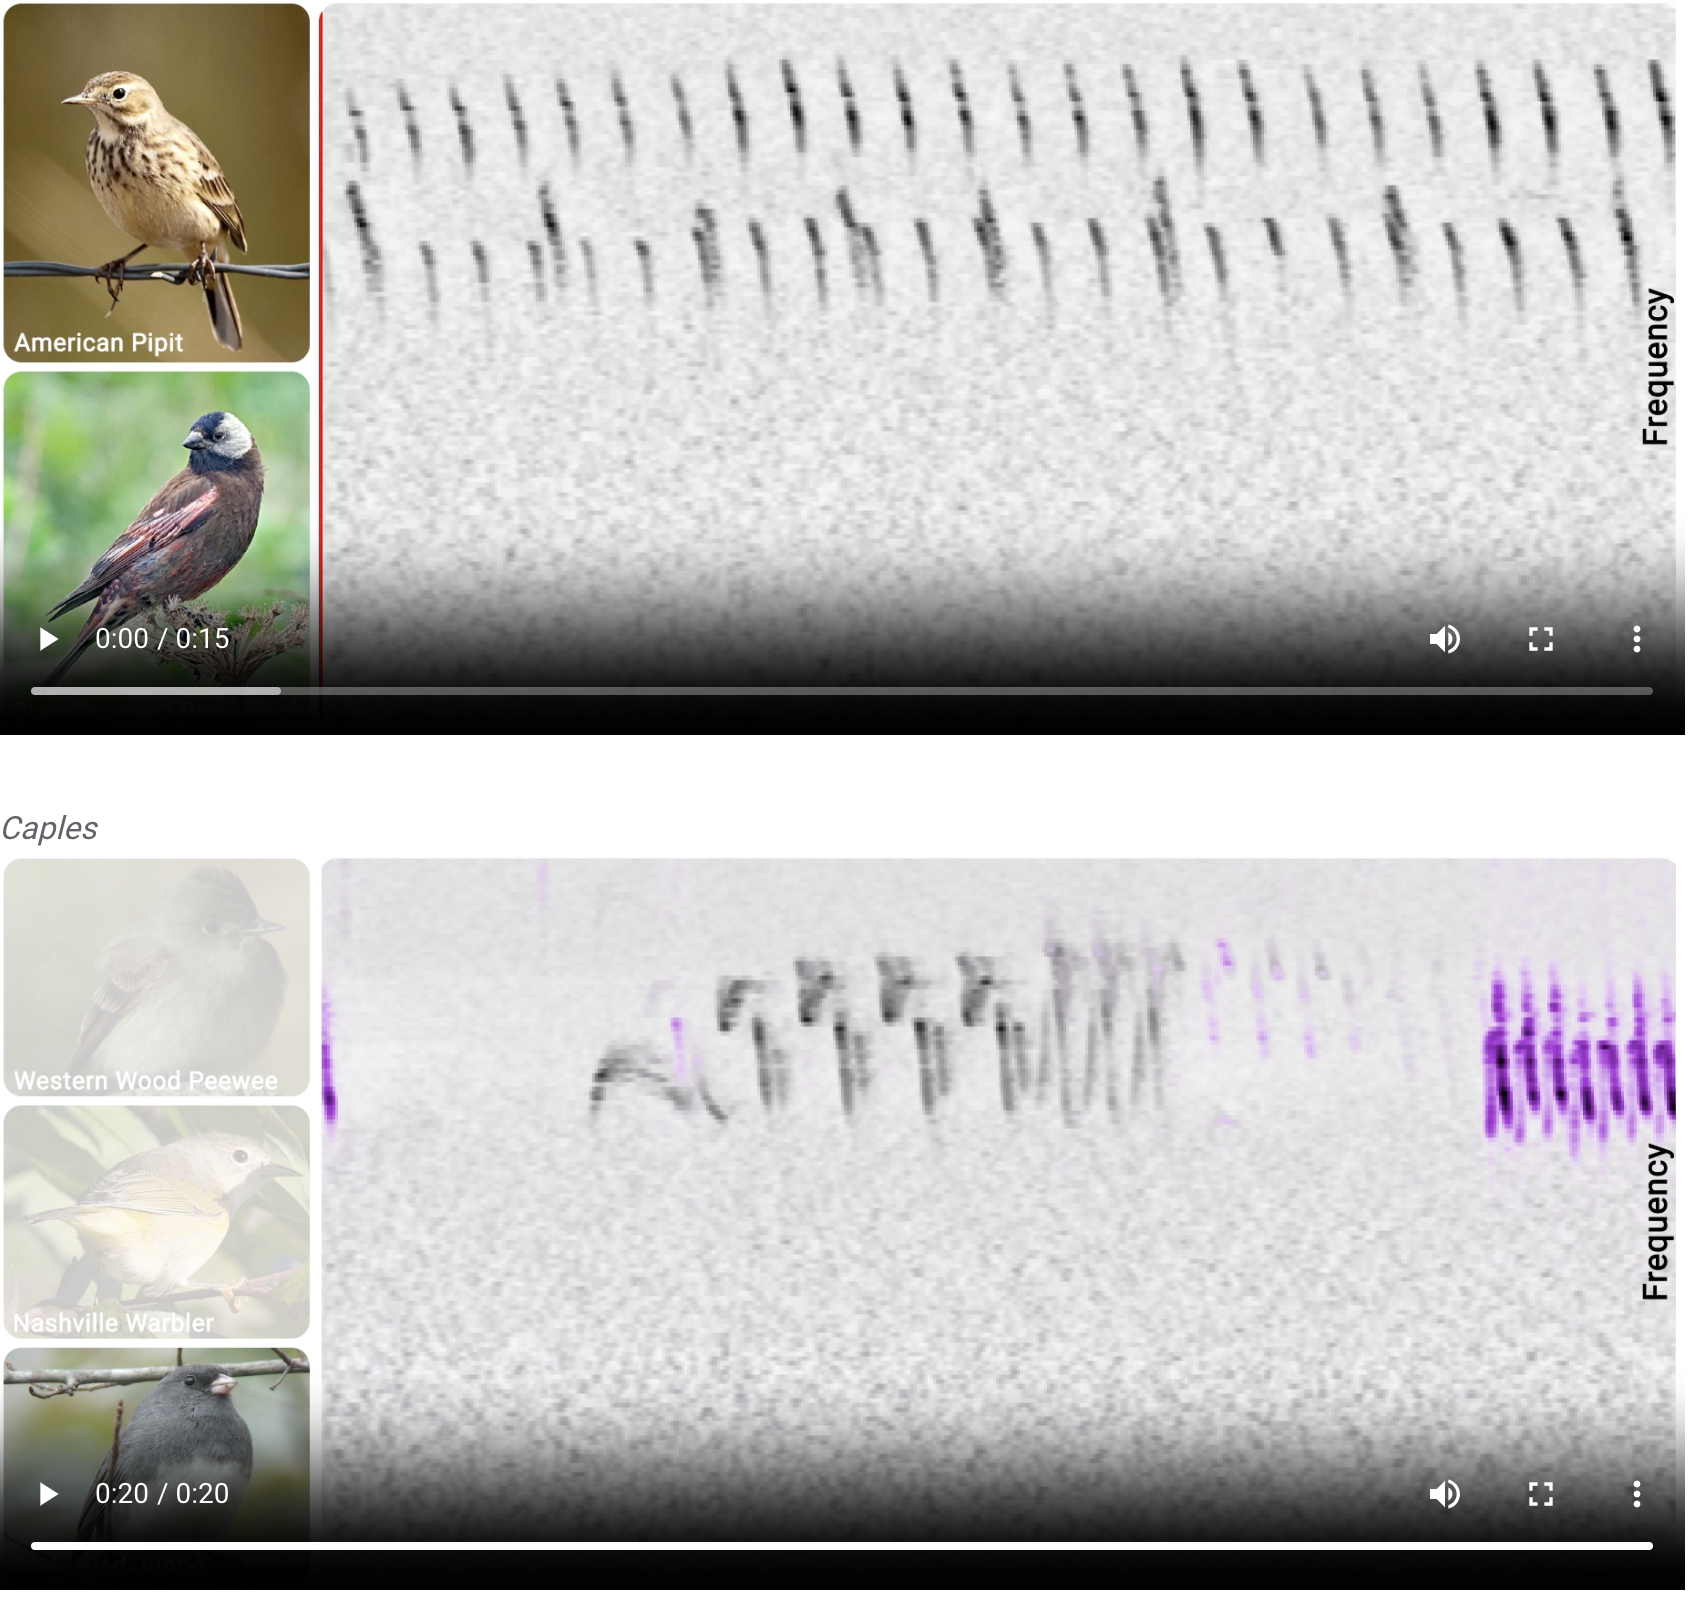 American Pipit
Frequency
0:00 / 0:15
Caples
Western Wood Peewee
Nashville Warbler
Frequency
0:20 / 0:20